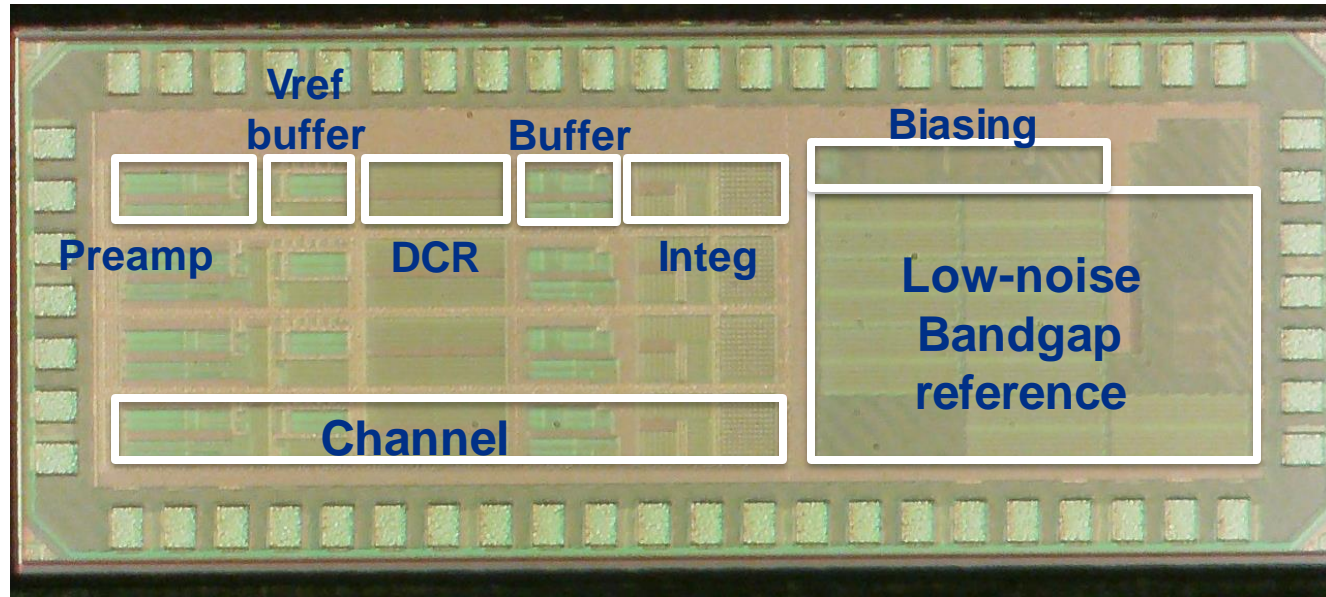 Vref
buffer
Buffer
Biasing
Preamp
DCR
Integ
Low-noise
Bandgap
reference
Channel